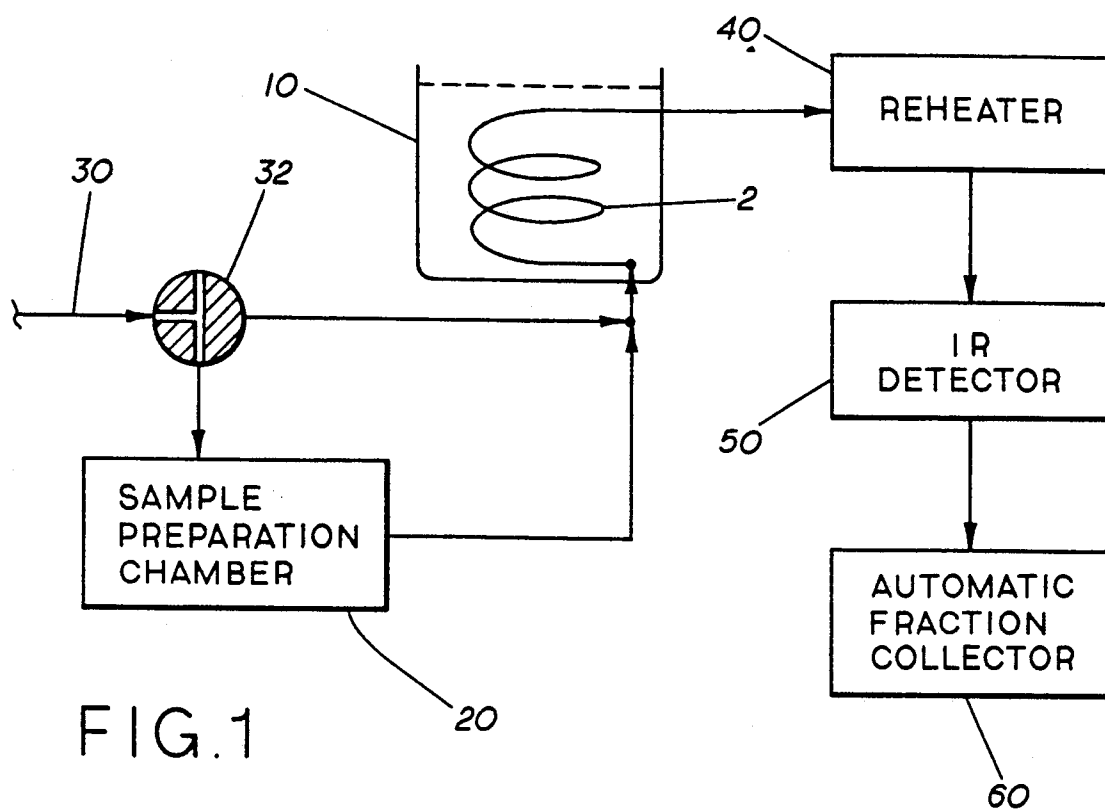 40
10
REHEATER
30
32
2
IR
DETECTOR
50
SAMPLE
PREPARATION
CHAMBER
AUTOMATIC
FRACTION
COLLECTOR
20
FIG.1
60